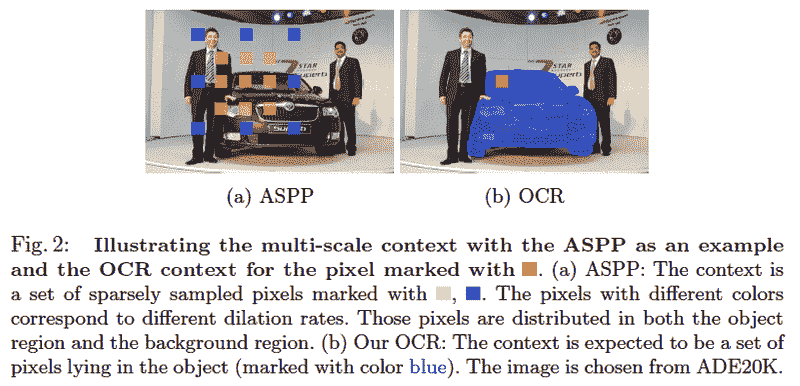 7 STAR
(a) ASPP
(b) OCR
Fig. 2: Illustrating the multi-scale context with the ASPP as an example
and the OCR context for the pixel marked with . (a) ASPP: The context is
a set of sparsely sampled pixels marked with , . The pixels with different colors
correspond to different dilation rates. Those pixels are distributed in both the object
region and the background region. (b) Our OCR: The context is expected to be a set of
pixels lying in the object (marked with color blue). The image is chosen from ADE20K.